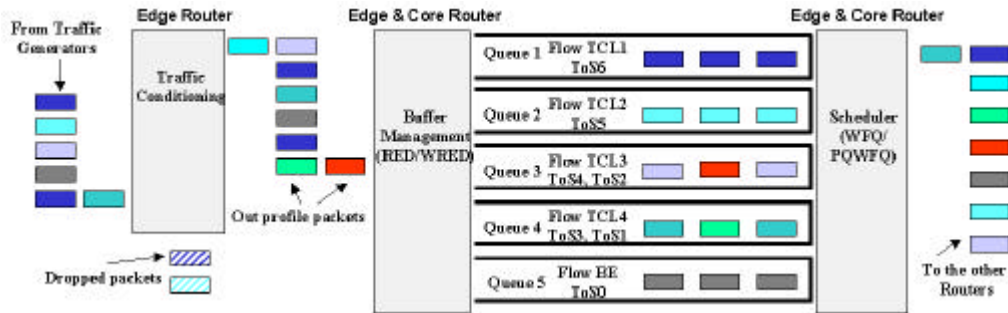 Edge Router
Edge & Core Router
Edge & Core Router
From Traffic
Generators
Traffic
Conditioning
Out profile packets
Dropped packets
Buffer
Management
(RED/WRED)
Queue 1 Flow TCL1
ToS6
Queue 2 Flow TCL2
ToS5
Queue 3 Flow TCL3
ToS4, ToS2
Queue 4 Flow TCL4
ToS3, ToS1
Queue 5 Flow BE
ToS0
Scheduler
(WFQ/
PQWFQ)
To the other
Routers